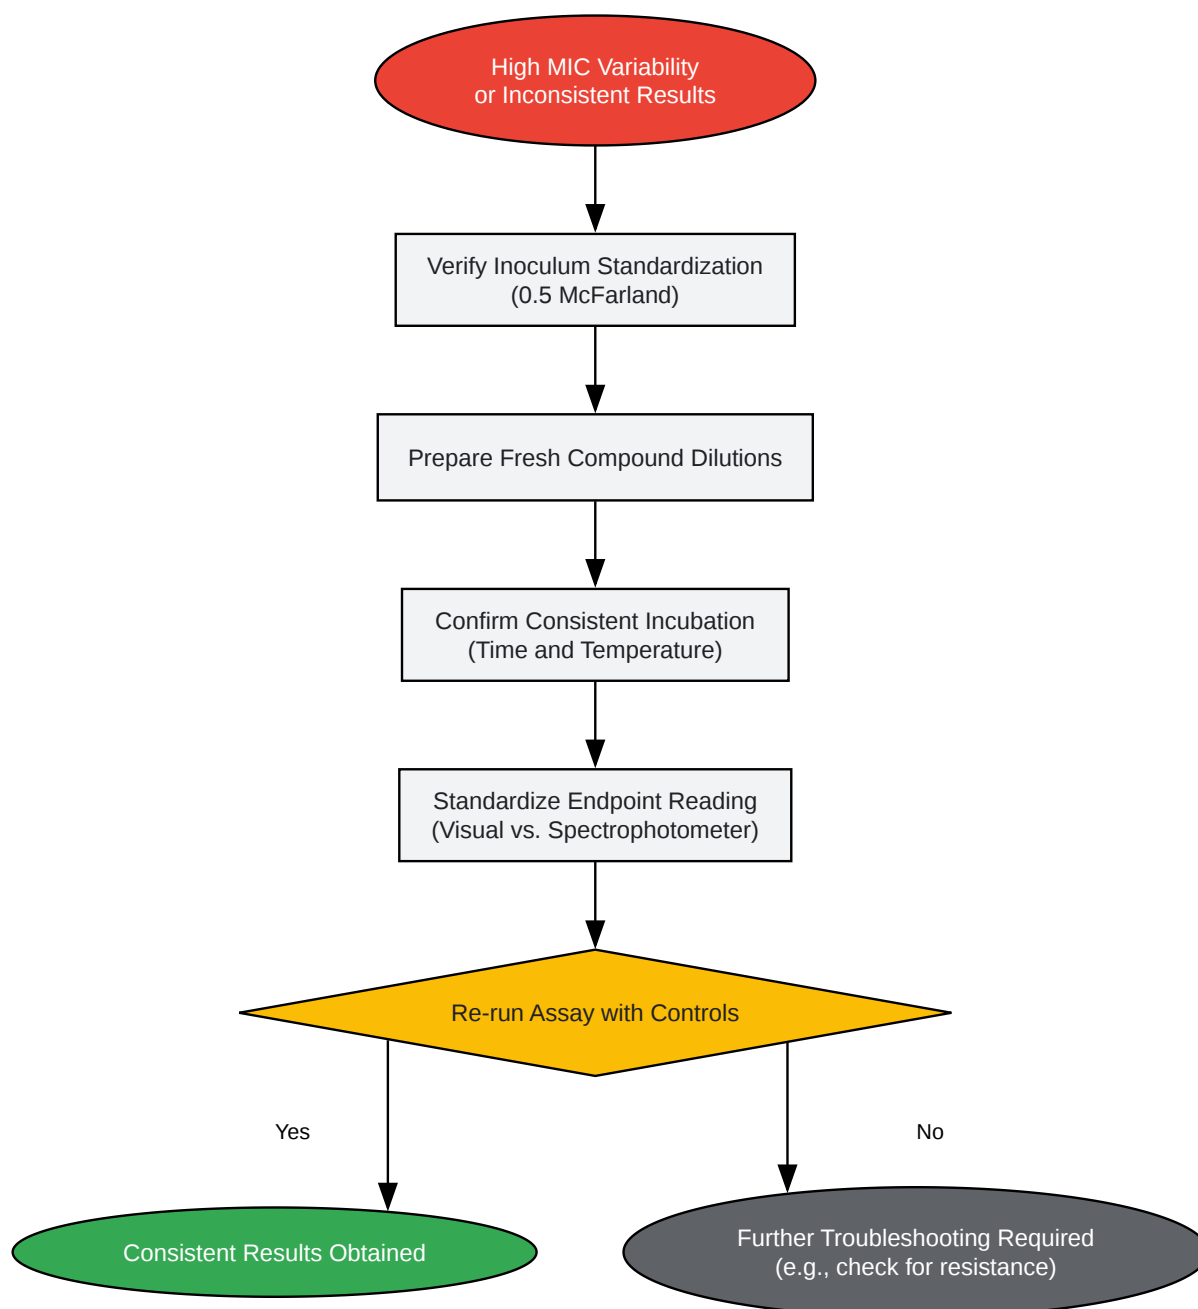 High MIC Variability
or Inconsistent Results
Verify Inoculum Standardization
(0.5 McFarland)
Prepare Fresh Compound Dilutions
Confirm Consistent Incubation
(Time and Temperature)
Standardize Endpoint Reading
(Visual vs. Spectrophotometer)
Re-run Assay with Controls
Yes
No
Consistent Results Obtained
Further Troubleshooting Required
(e.g., check for resistance)